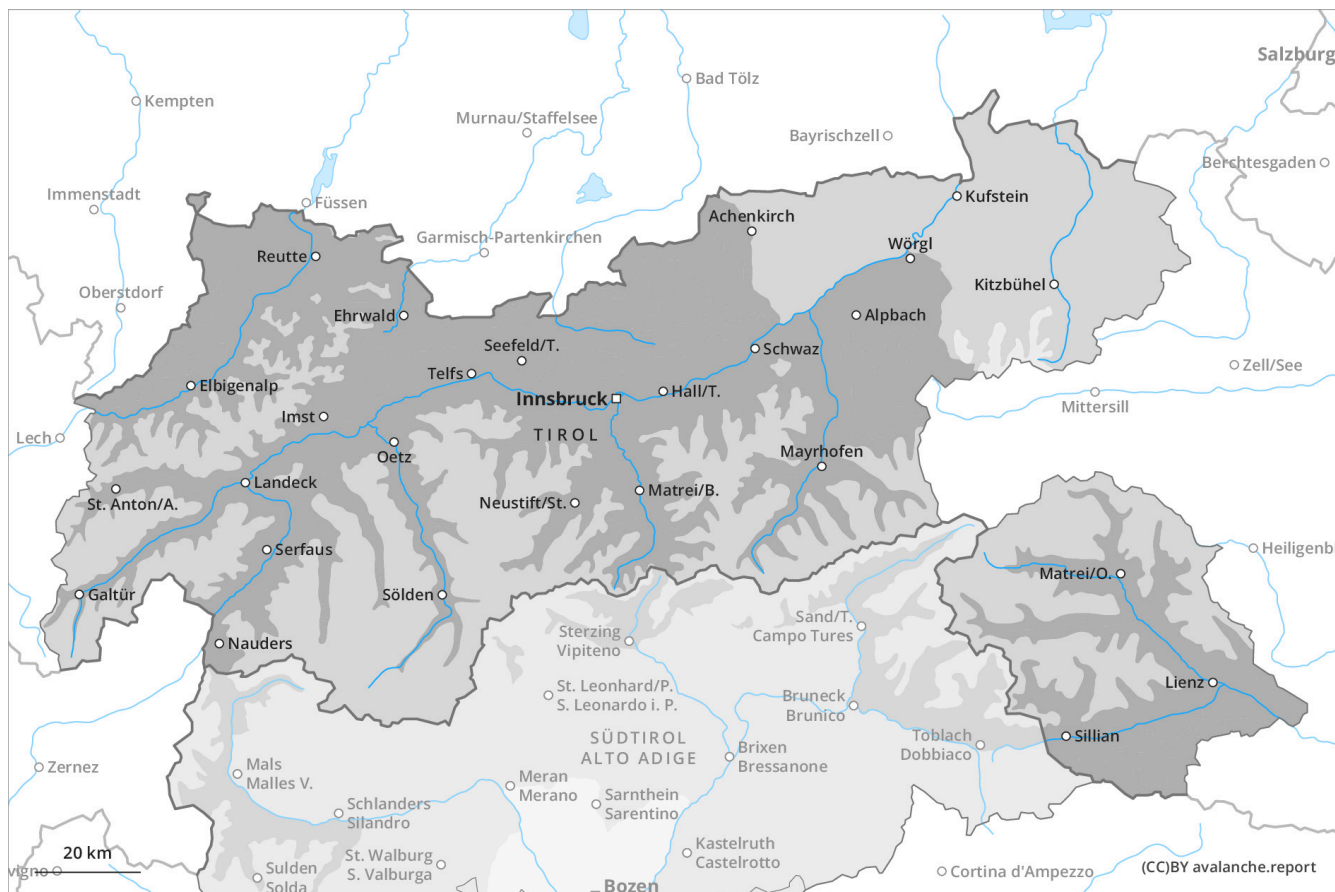 Salzburg
Bad Tölz
Kempten
Murnau/Staffelsee
Bayrischzell
Berchtesgaden
Immenstadt
Füssen
Kufstein
Achenkirch
Garmisch-Partenkirchen
Wörgl
Reutte
Kitzbühel
Oberstdorf
Ehrwald
Alpbach
Seefeld/T.
Schwaz
Zell/See
Telfs
Elbigenalp
Hall/T.
Mittersill
Innsbruck
Imst
TIROL
Lech
Oetz
Mayrhofen
Landeck
Matrei/B.
St. Anton/A.
Neustift/St.
Serfaus
Heiligenb
Matrei/O.
Galtür
Sölden
Sand/T.
Campo Tures
Sterzing
Vipiteno
Nauders
Lienz
St. Leonhard/P.
S. Leonardo i. P.
Bruneck
Brunico
SÜDTIROL
ALTO ADIGE
Toblach
Dobbiaco
Sillian
Brixen
Bressanone
Zernez
Mals
Malles V.
Meran
Merano
Schlanders
Silandro
Sarnthein
Sarentino
Kastelruth
Castelrotto
20 km
vigno
St. Walburg
S. Valburga
Sulden
Solda
Cortina d'Ampezzo
(CC)BY avalanche.report
Bozen